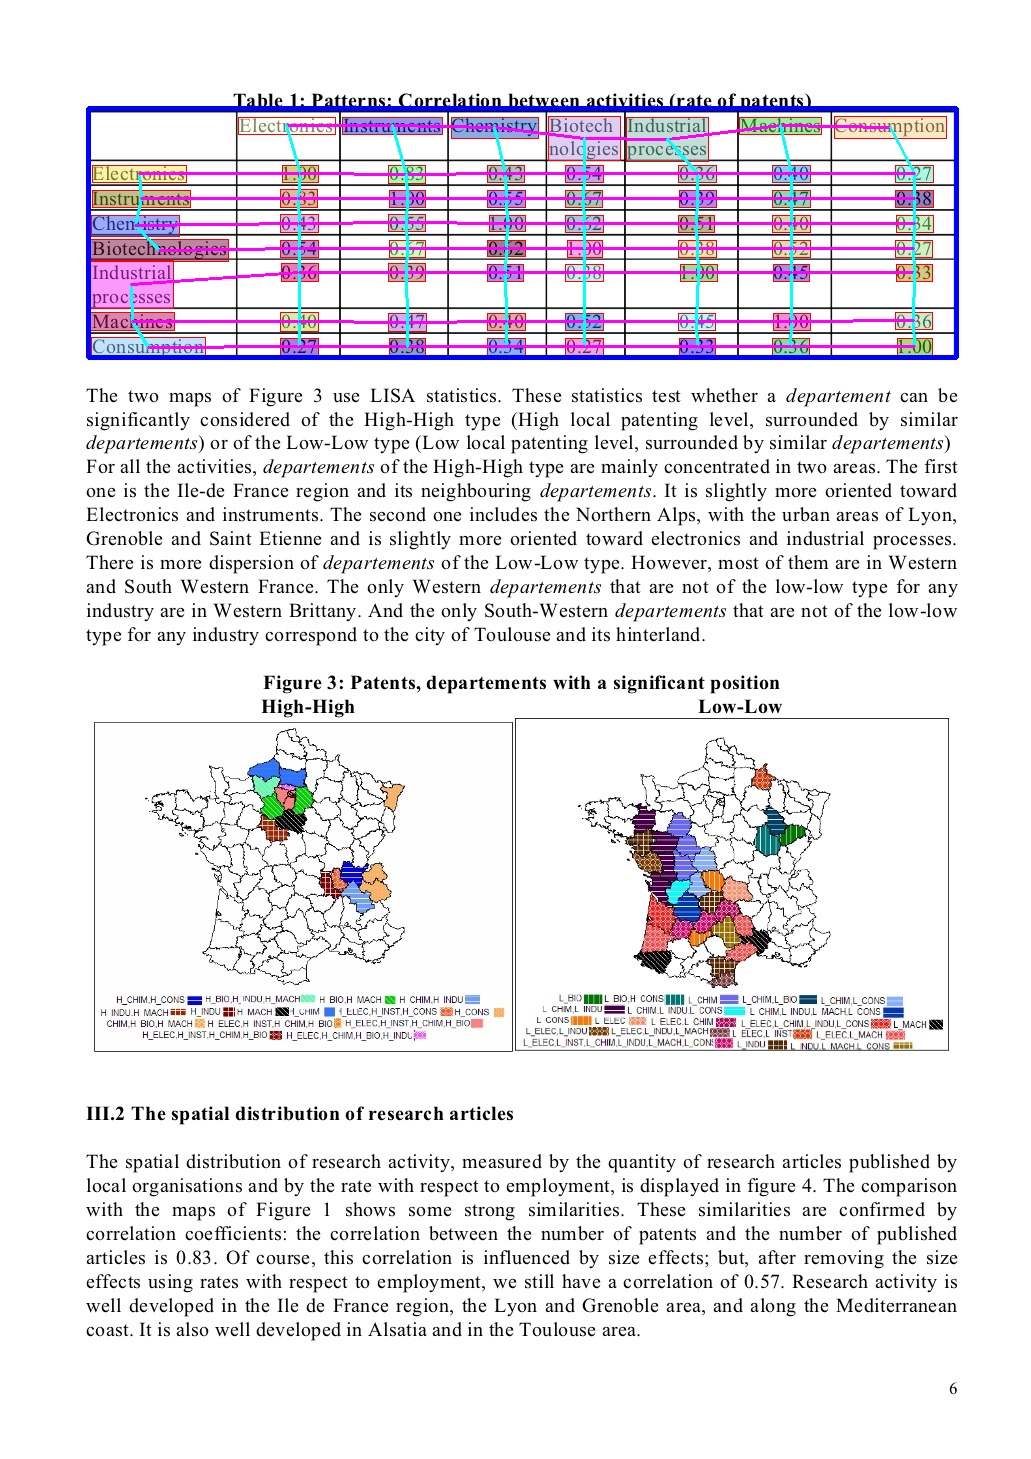 Table 1: Patterns: Correlation between activities (rate of patents)
Electronics Instruments Chemistry Biotech nologies Industrial processes Machines Consumption
Electronics 1.00 0.83 0.43 0.54 0.36 0.40 0.27
Instruments 0.83 1.00 0.55 0.67 0.39 0.47 0.38
Chemistry 0.43 0.55 1.00 0.62 0.51 0.40 0.34
Biotechnologies 0.54 0.67 0.62 1.00 0.38 0.52 0.27
Industrial processes 0.36 0.39 0.51 0.38 1.00 0.45 0.33
Machines 0.40 0.47 0.40 0.52 0.45 1.00 0.36
Consumption 0.27 0.38 0.34 0.27 0.33 0.36 1.00
The two maps of Figure 3 use LISA statistics. These statistics test whether a departement can be
significantly considered of the High-High type (High local patenting level, surrounded by similar
departements) or of the Low-Low type (Low local patenting level, surrounded by similar departements)
For all the activities, departements of the High-High type are mainly concentrated in two areas. The first
one is the Ile-de France region and its neighbouring departements. It is slightly more oriented toward
Electronics and instruments. The second one includes the Northern Alps, with the urban areas of Lyon,
Grenoble and Saint Etienne and is slightly more oriented toward electronics and industrial processes.
There is more dispersion of departements of the Low-Low type. However, most of them are in Western
and South Western France. The only Western departements that are not of the low-low type for any
industry are in Western Brittany. And the only South-Western departements that are not of the low-low
type for any industry correspond to the city of Toulouse and its hinterland.
Figure 3: Patents, departements with a significant position
High-High Low-Low
H_CHIM,H_CONS H_BIO,H_INDU,H_MACH H_BIO,H_MACH H_CHIM,H_INDU
H_INDU,H_MACH H_INDU H_MACH H_CHIM H_ELEC,H_INST,H_CONS H_CONS
CHIM,H_BIO,H_MACH H_ELEC,H_INST,H_CHIM,H_BIO H_ELEC,H_INST,H_CHIM,H_BIO
H_ELEC,H_INST,H_CHIM,H_BIO H_ELEC,H_CHIM,H_BIO,H_INDU
L_BIO L_BIO,H_CONS L_CHIM L_CHIM,L_BIO L_CHIM,L_CONS
L_CHIM,L_INDU L_CHIM,L_INDU,L_CONS L_CHIM,L_INDU,L_MACH,L_CONS
L_CONS L_ELEC L_ELEC,L_CHIM L_ELEC,L_CHIM,L_INDU,L_CONS L_MACH
L_ELEC,L_INDU L_ELEC,L_INDU,L_MACH L_ELEC,L_INST L_ELEC,L_MACH
L_ELEC,L_INST,L_CHIM,L_INDU,L_MACH,L_CONS L_INDU L_INDU,L_MACH,L_CONS
III.2 The spatial distribution of research articles
The spatial distribution of research activity, measured by the quantity of research articles published by
local organisations and by the rate with respect to employment, is displayed in figure 4. The comparison
with the maps of Figure 1 shows some strong similarities. These similarities are confirmed by
correlation coefficients: the correlation between the number of patents and the number of published
articles is 0.83. Of course, this correlation is influenced by size effects; but, after removing the size
effects using rates with respect to employment, we still have a correlation of 0.57. Research activity is
well developed in the Ile de France region, the Lyon and Grenoble area, and along the Mediterranean
coast. It is also well developed in Alsatia and in the Toulouse area.
6